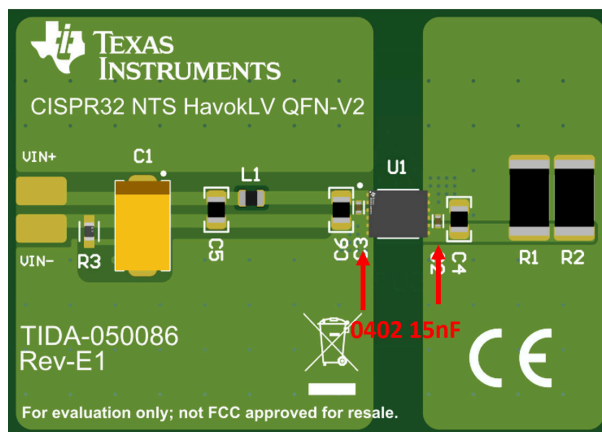 TEXAS
INSTRUMENTS
CISPR32 NTS HavokLV QFN-V2
VIN+
C1
L1
U1
R3
VIN-
C5
C6
C3
C2
C4
R1
R2
0402 15nF
TIDA-050086
Rev-E1
CE
For evaluation only; not FCC approved for resale.